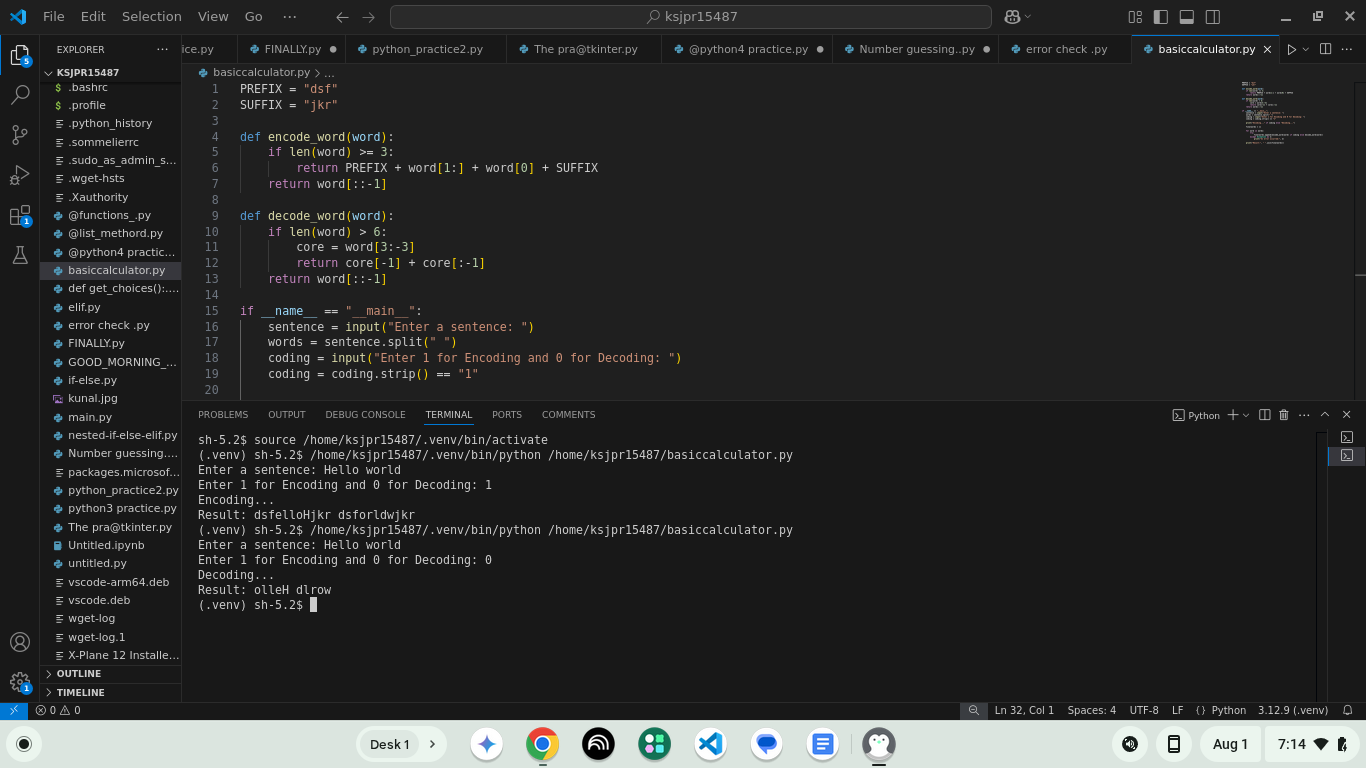 File Edit Selection View Go ··· ksjpr15487
EXPLORER ···
ice.py FINALLY.py python_practice2.py The pra@tkinter.py @python4 practice.py Number guessing..py error check .py basiccalculator.py
KSJPR15487
.bashrc
.profile
.python_history
.sommelierrc
.sudo_as_admin_s...
.wget-hsts
.Xauthority
@functions_.py
@list_methord.py
@python4 practic...
basiccalculator.py
def get_choices():....
elif.py
error check .py
FINALLY.py
GOOD_MORNING_...
if-else.py
kunal.jpg
main.py
nested-if-else-elif.py
Number guessing....
packages.microsof...
python_practice2.py
python3 practice.py
The pra@tkinter.py
Untitled.ipynb
untitled.py
vscode-arm64.deb
vscode.deb
wget-log
wget-log.1
X-Plane 12 Installe...
OUTLINE
TIMELINE
5
1
1
basiccalculator.py > ...
1 PREFIX = "dsf"
2 SUFFIX = "jkr"
3
4 def encode_word(word):
5 if len(word) >= 3:
6 return PREFIX + word[1:] + word[0] + SUFFIX
7 return word[::-1]
8
9 def decode_word(word):
10 if len(word) > 6:
11 core = word[3:-3]
12 return core[-1] + core[:-1]
13 return word[::-1]
14
15 if __name__ == "__main__":
16 sentence = input("Enter a sentence: ")
17 words = sentence.split(" ")
18 coding = input("Enter 1 for Encoding and 0 for Decoding: ")
19 coding = coding.strip() == "1"
20
PROBLEMS OUTPUT DEBUG CONSOLE TERMINAL PORTS COMMENTS Python
sh-5.2$ source /home/ksjpr15487/.venv/bin/activate
(.venv) sh-5.2$ /home/ksjpr15487/.venv/bin/python /home/ksjpr15487/basiccalculator.py
Enter a sentence: Hello world
Enter 1 for Encoding and 0 for Decoding: 1
Encoding...
Result: dsfelloHjkr dsforldwjkr
(.venv) sh-5.2$ /home/ksjpr15487/.venv/bin/python /home/ksjpr15487/basiccalculator.py
Enter a sentence: Hello world
Enter 1 for Encoding and 0 for Decoding: 0
Decoding...
Result: olleH dlrow
(.venv) sh-5.2$
0 0 Ln 32, Col 1 Spaces: 4 UTF-8 LF Python 3.12.9 (.venv)
Desk 1 Aug 1 7:14